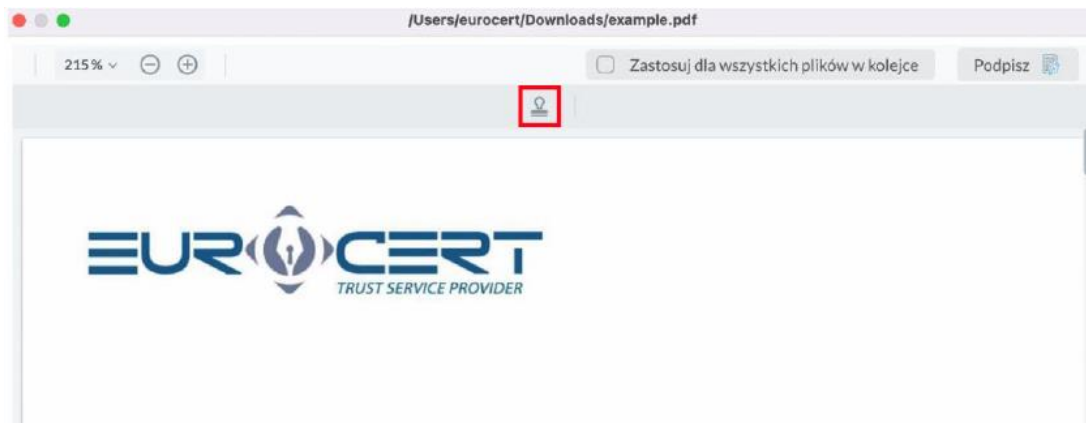 /Users/eurocert/Downloads/example.pdf
215%
Zastosuj dla wszystkich plików w kolejce
Podpisz
EUROCERT
TRUST SERVICE PROVIDER